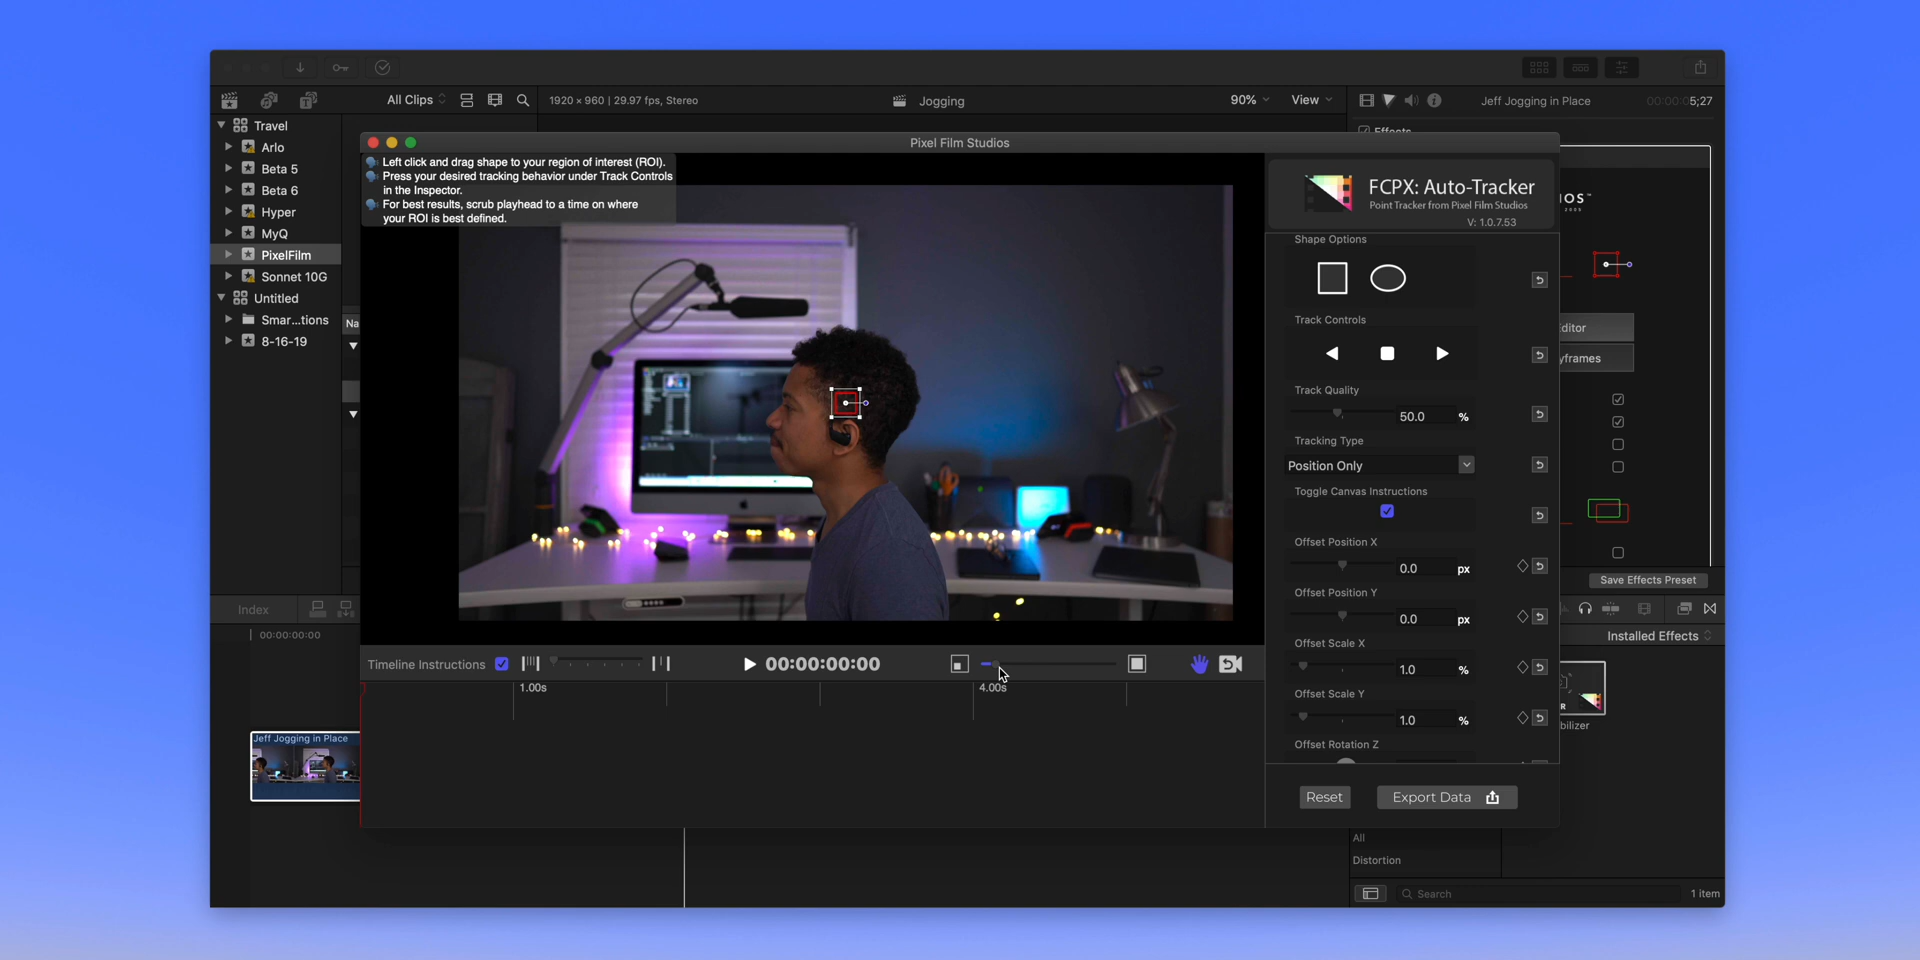 All Clips
1920 × 960 | 29.97 fps, Stereo
Jogging
90%
View
Jeff Jogging in Place
00:00:05;27
Travel
Arlo
Beta 5
Beta 6
Hyper
MyQ
PixelFilm
Sonnet 10G
Untitled
Smar...tions
8-16-19
Na
Effects
Pixel Film Studios
Left click and drag shape to your region of interest (ROI).
Press your desired tracking behavior under Track Controls
in the Inspector.
For best results, scrub playhead to a time on where
your ROI is best defined.
FCPX: Auto-Tracker
Point Tracker from Pixel Film Studios
V: 1.0.7.53
Shape Options
Track Controls
Track Quality
50.0 %
Tracking Type
Position Only
Toggle Canvas Instructions
Offset Position X
0.0 px
Offset Position Y
0.0 px
Offset Scale X
1.0 %
Offset Scale Y
1.0 %
Offset Rotation Z
Reset
Export Data
ditor
yframes
Save Effects Preset
Installed Effects
bilizer
Index
00:00:00:00
Timeline Instructions
00:00:00:00
1.00s
4.00s
Jeff Jogging in Place
All
Distortion
Search
1 item